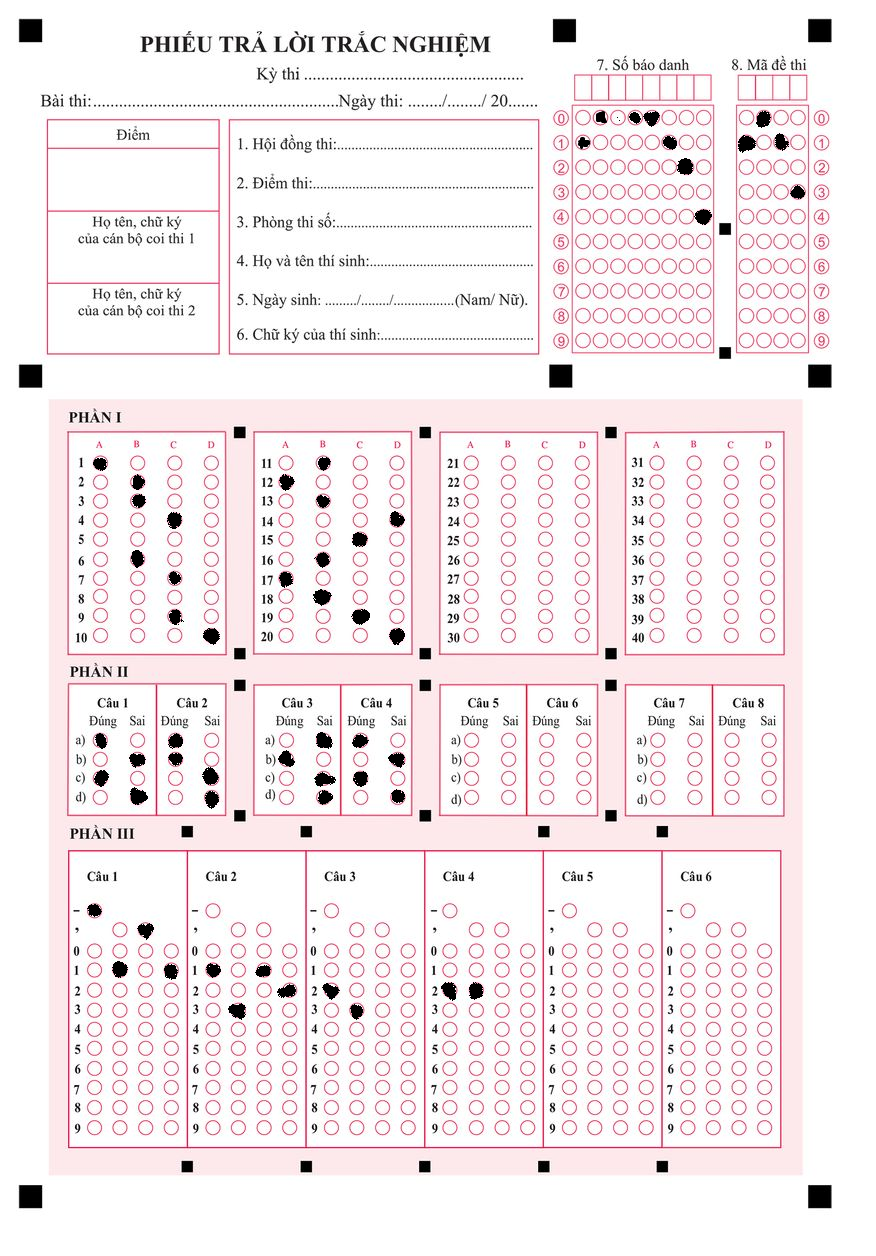 PHIẾU TRẢ LỜI TRẮC NGHIỆM
Kỳ thi ..................................................
Bài thi:.........................................................Ngày thi: ......../......../ 20.......
Điểm
Họ tên, chữ ký
của cán bộ coi thi 1
Họ tên, chữ ký
của cán bộ coi thi 2
1. Hội đồng thi:..............................................
2. Điểm thi:....................................................
3. Phòng thi số:..............................................
4. Họ và tên thí sinh:......................................
5. Ngày sinh: ........./......../................(Nam/ Nữ).
6. Chữ ký của thí sinh:....................................
7. Số báo danh
8. Mã đề thi
0 0
1 1
2 2
3 3
4 4
5 5
6 6
7 7
8 8
9 9
PHẦN I
A B C D A B C D A B C D A B C D
1 11 21 31
2 12 22 32
3 13 23 33
4 14 24 34
5 15 25 35
6 16 26 36
7 17 27 37
8 18 28 38
9 19 29 39
10 20 30 40
PHẦN II
Câu 1 Câu 2 Câu 3 Câu 4 Câu 5 Câu 6 Câu 7 Câu 8
Đúng Sai Đúng Sai Đúng Sai Đúng Sai Đúng Sai Đúng Sai Đúng Sai Đúng Sai
a) a) a) a)
b) b) b) b)
c) c) c) c)
d) d) d) d)
PHẦN III
Câu 1 Câu 2 Câu 3 Câu 4 Câu 5 Câu 6
– – – – – –
, , , , , ,
0 0 0 0 0 0
1 1 1 1 1 1
2 2 2 2 2 2
3 3 3 3 3 3
4 4 4 4 4 4
5 5 5 5 5 5
6 6 6 6 6 6
7 7 7 7 7 7
8 8 8 8 8 8
9 9 9 9 9 9